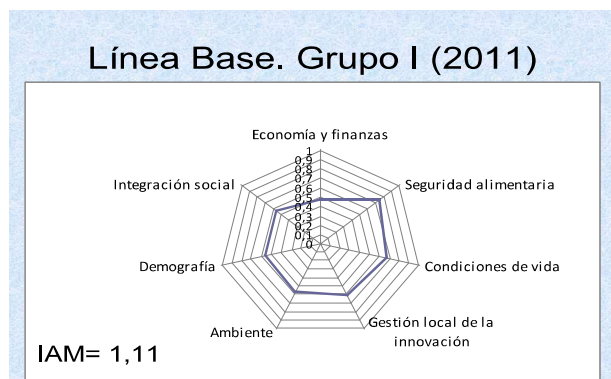 Línea Base. Grupo I (2011)
Economía y finanzas
1
0,9
0,8
0,7
0,6
0,5
0,4
0,3
0,2
0,1
0
Integración social
Seguridad alimentaria
Demografía
Condiciones de vida
Ambiente
Gestión local de la
innovación
IAM= 1,11